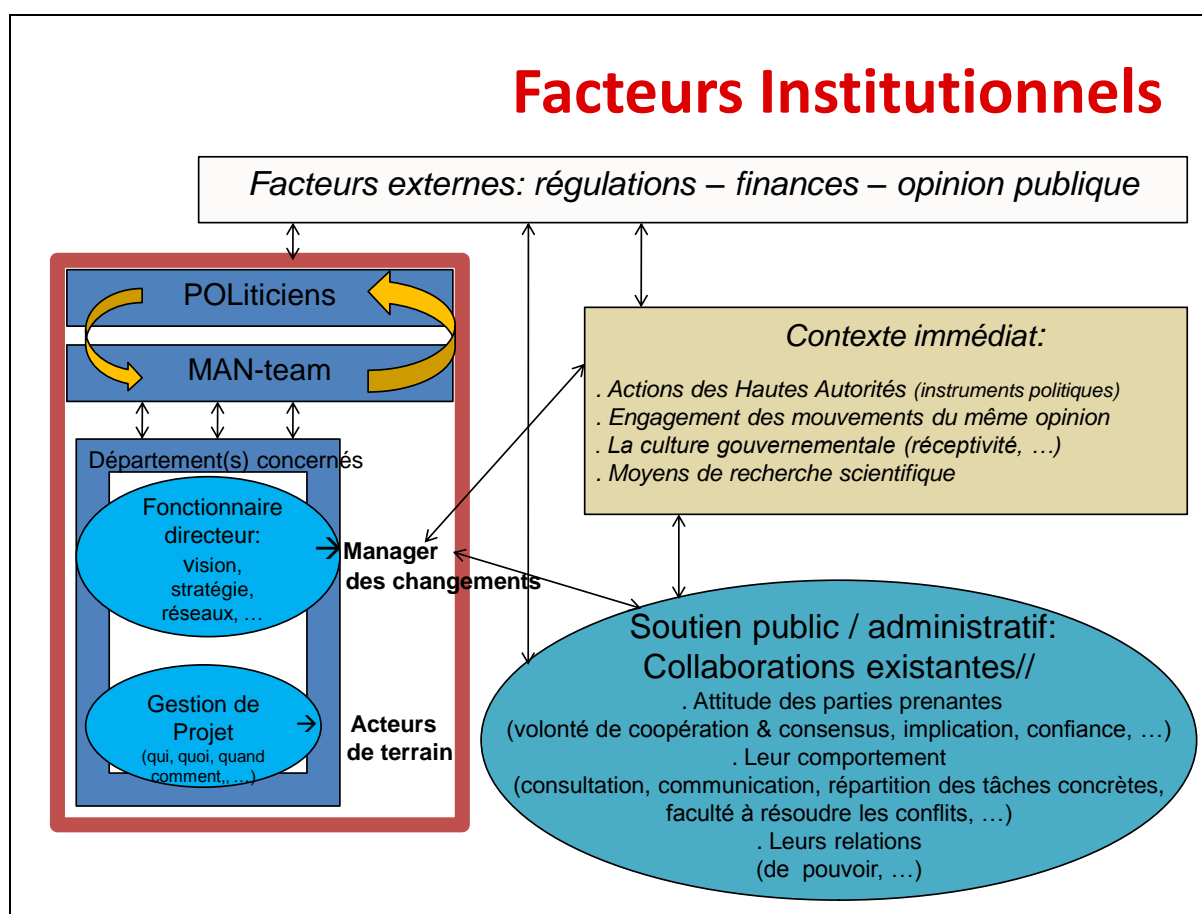 Facteurs Institutionnels
Facteurs externes: régulations – finances – opinion publique
POLiticiens
MAN-team
Département(s) concernés
Fonctionnaire
directeur:
vision,
stratégie,
réseaux, …
→ Manager
des changements
Gestion de
Projet
(qui, quoi, quand
comment,, …)
→ Acteurs
de terrain
Contexte immédiat:
. Actions des Hautes Autorités (instruments politiques)
. Engagement des mouvements du même opinion
. La culture gouvernementale (réceptivité, …)
. Moyens de recherche scientifique
Soutien public / administratif:
Collaborations existantes//
. Attitude des parties prenantes
(volonté de coopération & consensus, implication, confiance, …)
. Leur comportement
(consultation, communication, répartition des tâches concrètes,
faculté à résoudre les conflits, …)
. Leurs relations
(de pouvoir, …)